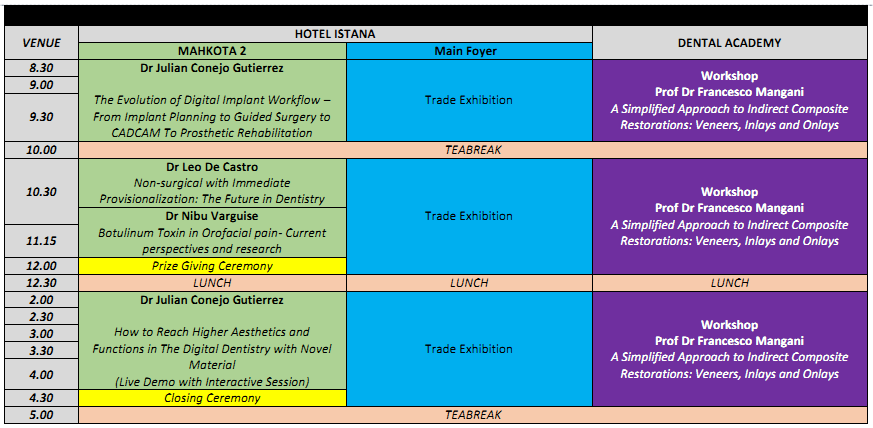 VENUE
HOTEL ISTANA
DENTAL ACADEMY
MAHKOTA 2
Main Foyer
8.30
9.00
9.30
Dr Julian Conejo Gutierrez
The Evolution of Digital Implant Workflow –
From Implant Planning to Guided Surgery to
CADCAM To Prosthetic Rehabilitation
Trade Exhibition
Workshop
Prof Dr Francesco Mangani
A Simplified Approach to Indirect Composite
Restorations: Veneers, Inlays and Onlays
10.00
TEABREAK
10.30
Dr Leo De Castro
Non-surgical with Immediate
Provisionalization: The Future in Dentistry
11.15
Dr Nibu Varguise
Botulinum Toxin in Orofacial pain- Current
perspectives and research
12.00
Prize Giving Ceremony
Trade Exhibition
Workshop
Prof Dr Francesco Mangani
A Simplified Approach to Indirect Composite
Restorations: Veneers, Inlays and Onlays
12.30
LUNCH
LUNCH
LUNCH
2.00
2.30
3.00
3.30
4.00
Dr Julian Conejo Gutierrez
How to Reach Higher Aesthetics and
Functions in The Digital Dentistry with Novel
Material
(Live Demo with Interactive Session)
4.30
Closing Ceremony
Trade Exhibition
Workshop
Prof Dr Francesco Mangani
A Simplified Approach to Indirect Composite
Restorations: Veneers, Inlays and Onlays
5.00
TEABREAK